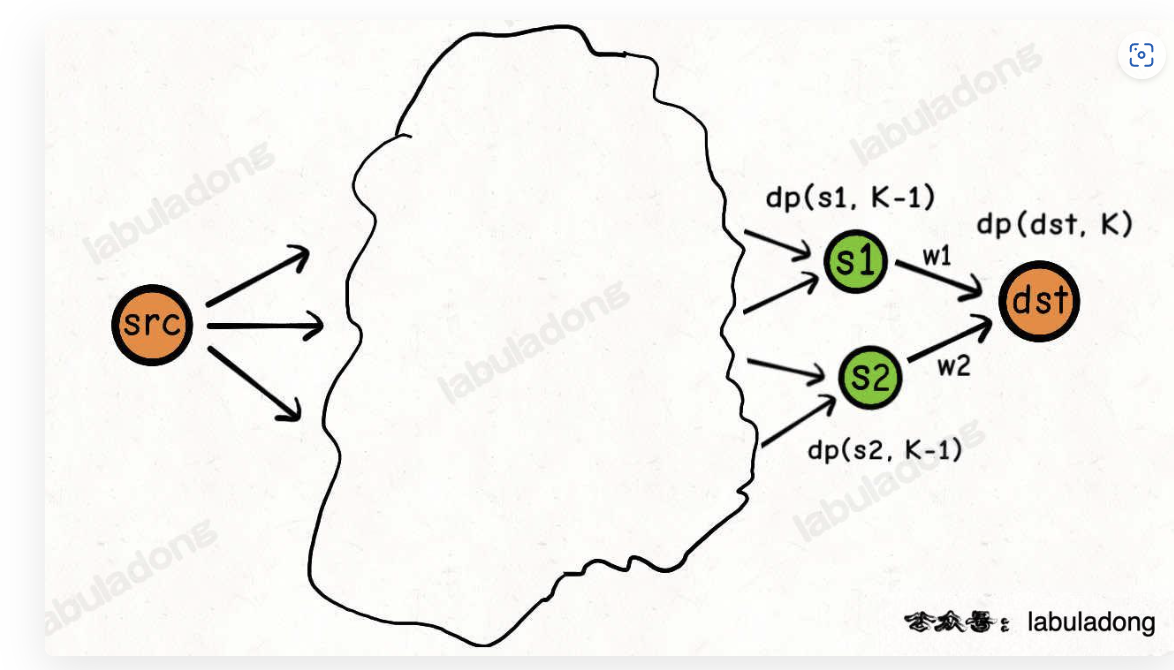 labuladong
labuladong
dp(s1, K-1)
dp(dst, K)
s1
w1
src
dst
labuladong
s2
w2
dp(s2, K-1)
labuladong
labuladong
公众号： labuladong